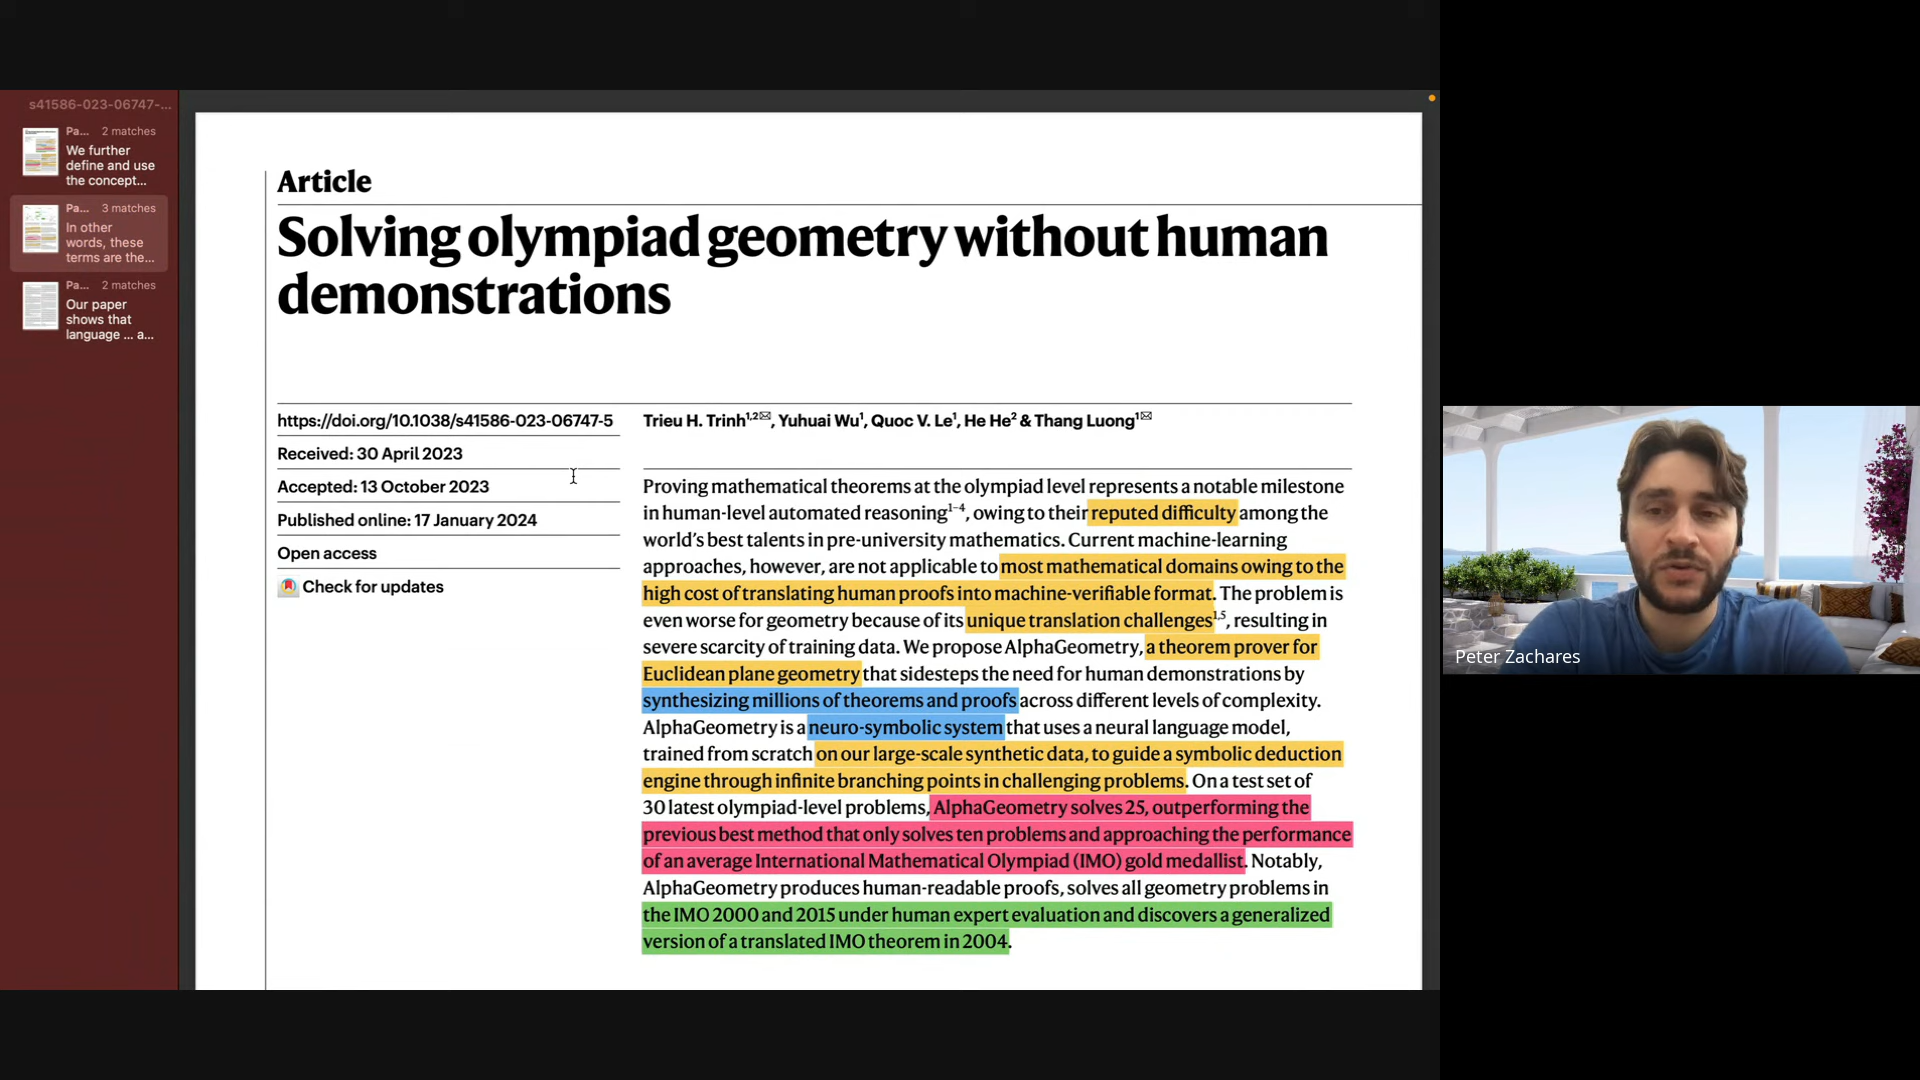 s41586-023-06747-...
Pa... 2 matches
We further
define and use
the concept...
Pa... 3 matches
In other
words, these
terms are the...
Pa... 2 matches
Our paper
shows that
language ... a...
Article
Solving olympiad geometry without human
demonstrations
https://doi.org/10.1038/s41586-023-06747-5
Received: 30 April 2023
Accepted: 13 October 2023
Published online: 17 January 2024
Open access
Check for updates
Trieu H. Trinh1,2✉, Yuhuai Wu1, Quoc V. Le1, He He2 & Thang Luong1✉
Proving mathematical theorems at the olympiad level represents a notable milestone
in human-level automated reasoning1–4, owing to their reputed difficulty among the
world's best talents in pre-university mathematics. Current machine-learning
approaches, however, are not applicable to most mathematical domains owing to the
high cost of translating human proofs into machine-verifiable format. The problem is
even worse for geometry because of its unique translation challenges1,5, resulting in
severe scarcity of training data. We propose AlphaGeometry, a theorem prover for
Euclidean plane geometry that sidesteps the need for human demonstrations by
synthesizing millions of theorems and proofs across different levels of complexity.
AlphaGeometry is a neuro-symbolic system that uses a neural language model,
trained from scratch on our large-scale synthetic data, to guide a symbolic deduction
engine through infinite branching points in challenging problems. On a test set of
30 latest olympiad-level problems, AlphaGeometry solves 25, outperforming the
previous best method that only solves ten problems and approaching the performance
of an average International Mathematical Olympiad (IMO) gold medallist. Notably,
AlphaGeometry produces human-readable proofs, solves all geometry problems in
the IMO 2000 and 2015 under human expert evaluation and discovers a generalized
version of a translated IMO theorem in 2004.
Peter Zachares